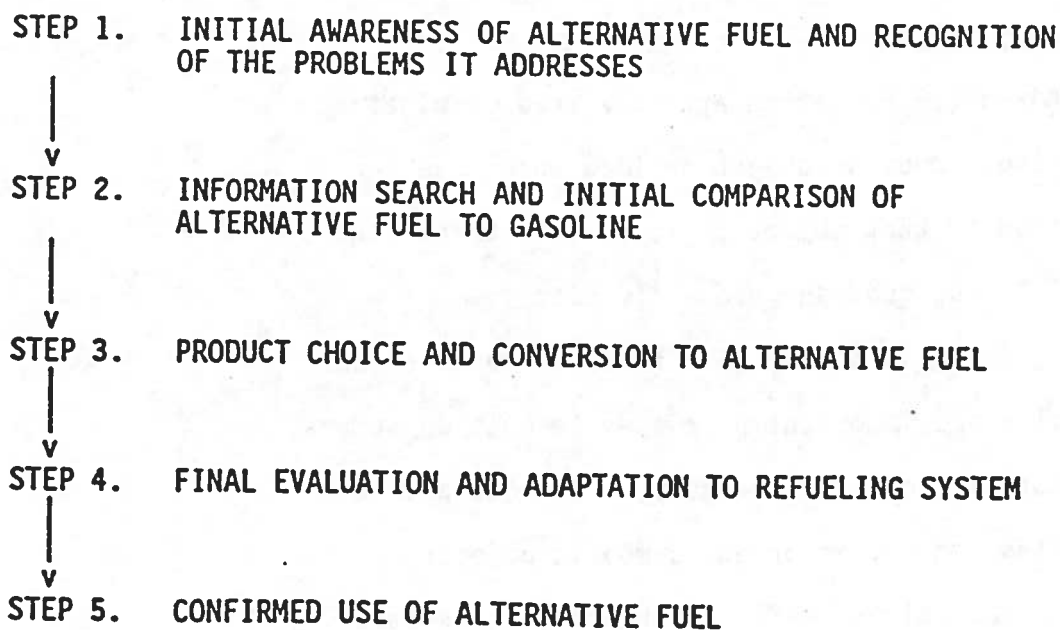 STEP 1. INITIAL AWARENESS OF ALTERNATIVE FUEL AND RECOGNITION
OF THE PROBLEMS IT ADDRESSES
v
STEP 2. INFORMATION SEARCH AND INITIAL COMPARISON OF
ALTERNATIVE FUEL TO GASOLINE
v
STEP 3. PRODUCT CHOICE AND CONVERSION TO ALTERNATIVE FUEL
v
STEP 4. FINAL EVALUATION AND ADAPTATION TO REFUELING SYSTEM
v
STEP 5. CONFIRMED USE OF ALTERNATIVE FUEL